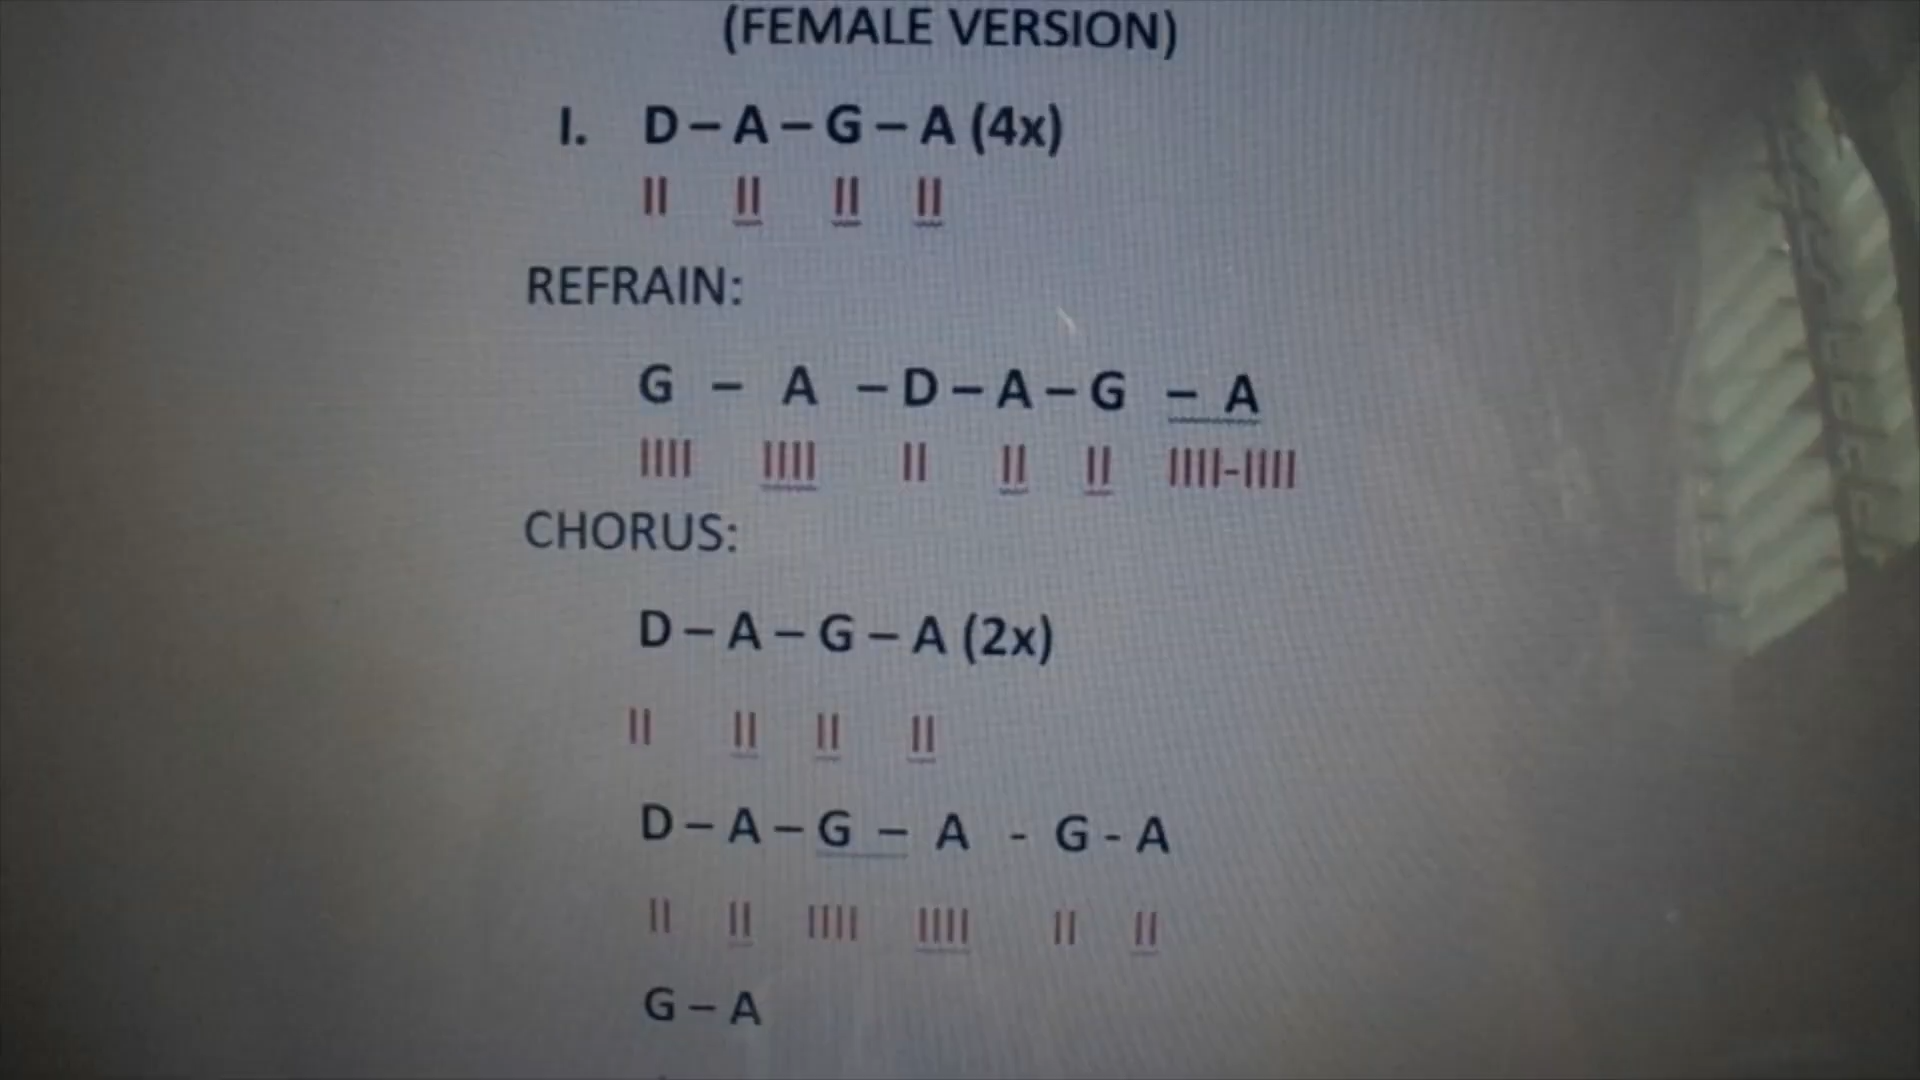 (FEMALE VERSION)
I. D – A – G – A (4x)
II II II II
REFRAIN:
G – A – D – A – G – A
IIII IIII II II II IIII-IIII
CHORUS:
D – A – G – A (2x)
II II II II
D – A – G – A - G - A
II II IIII IIII II II
G – A